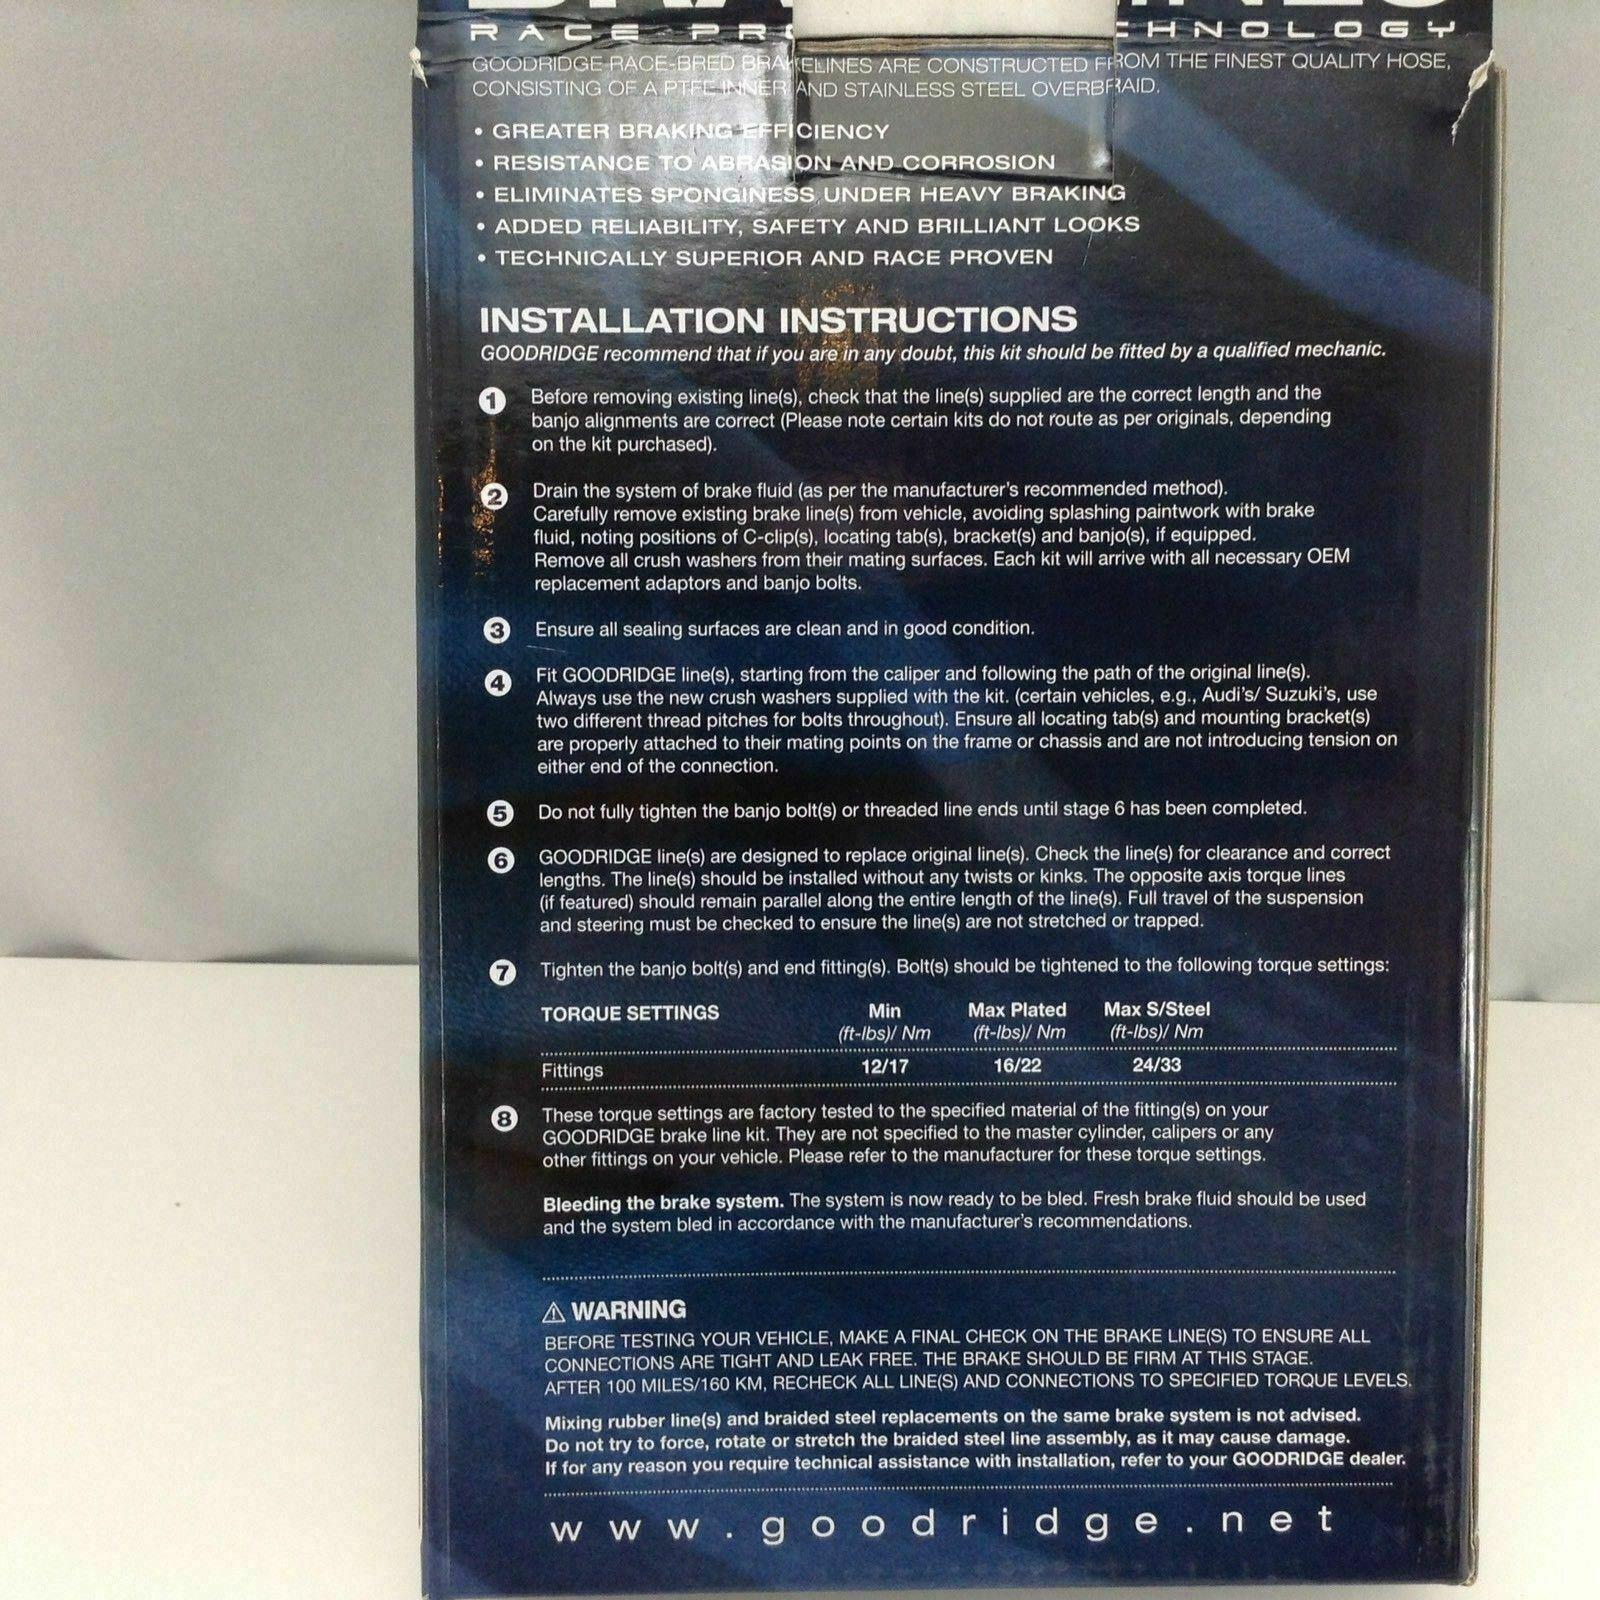 RACE PR
HNOLOGY
GOODRIDGE RACE-BRED BRAKELINES ARE CONSTRUCTED FROM THE FINEST QUALITY HOSE,
CONSISTING OF A PTFE INNER AND STAINLESS STEEL OVERBRAID.
• GREATER BRAKING EFFICIENCY
• RESISTANCE TO ABRASION AND CORROSION
• ELIMINATES SPONGINESS UNDER HEAVY BRAKING
• ADDED RELIABILITY, SAFETY AND BRILLIANT LOOKS
• TECHNICALLY SUPERIOR AND RACE PROVEN
INSTALLATION INSTRUCTIONS
GOODRIDGE recommend that if you are in any doubt, this kit should be fitted by a qualified mechanic.
1 Before removing existing line(s), check that the line(s) supplied are the correct length and the
banjo alignments are correct (Please note certain kits do not route as per originals, depending
on the kit purchased).
2 Drain the system of brake fluid (as per the manufacturer's recommended method).
Carefully remove existing brake line(s) from vehicle, avoiding splashing paintwork with brake
fluid, noting positions of C-clip(s), locating tab(s), bracket(s) and banjo(s), if equipped.
Remove all crush washers from their mating surfaces. Each kit will arrive with all necessary OEM
replacement adaptors and banjo bolts.
3 Ensure all sealing surfaces are clean and in good condition.
4 Fit GOODRIDGE line(s), starting from the caliper and following the path of the original line(s).
Always use the new crush washers supplied with the kit. (certain vehicles, e.g., Audi's/ Suzuki's, use
two different thread pitches for bolts throughout). Ensure all locating tab(s) and mounting bracket(s)
are properly attached to their mating points on the frame or chassis and are not introducing tension on
either end of the connection.
5 Do not fully tighten the banjo bolt(s) or threaded line ends until stage 6 has been completed.
6 GOODRIDGE line(s) are designed to replace original line(s). Check the line(s) for clearance and correct
lengths. The line(s) should be installed without any twists or kinks. The opposite axis torque lines
(if featured) should remain parallel along the entire length of the line(s). Full travel of the suspension
and steering must be checked to ensure the line(s) are not stretched or trapped.
7 Tighten the banjo bolt(s) and end fitting(s). Bolt(s) should be tightened to the following torque settings:
TORQUE SETTINGS Min Max Plated Max S/Steel
(ft-lbs)/ Nm (ft-lbs)/ Nm (ft-lbs)/ Nm
Fittings 12/17 16/22 24/33
8 These torque settings are factory tested to the specified material of the fitting(s) on your
GOODRIDGE brake line kit. They are not specified to the master cylinder, calipers or any
other fittings on your vehicle. Please refer to the manufacturer for these torque settings.
Bleeding the brake system. The system is now ready to be bled. Fresh brake fluid should be used
and the system bled in accordance with the manufacturer's recommendations.
⚠ WARNING
BEFORE TESTING YOUR VEHICLE, MAKE A FINAL CHECK ON THE BRAKE LINE(S) TO ENSURE ALL
CONNECTIONS ARE TIGHT AND LEAK FREE. THE BRAKE SHOULD BE FIRM AT THIS STAGE.
AFTER 100 MILES/160 KM, RECHECK ALL LINE(S) AND CONNECTIONS TO SPECIFIED TORQUE LEVELS.
Mixing rubber line(s) and braided steel replacements on the same brake system is not advised.
Do not try to force, rotate or stretch the braided steel line assembly, as it may cause damage.
If for any reason you require technical assistance with installation, refer to your GOODRIDGE dealer.
www.goodridge.net